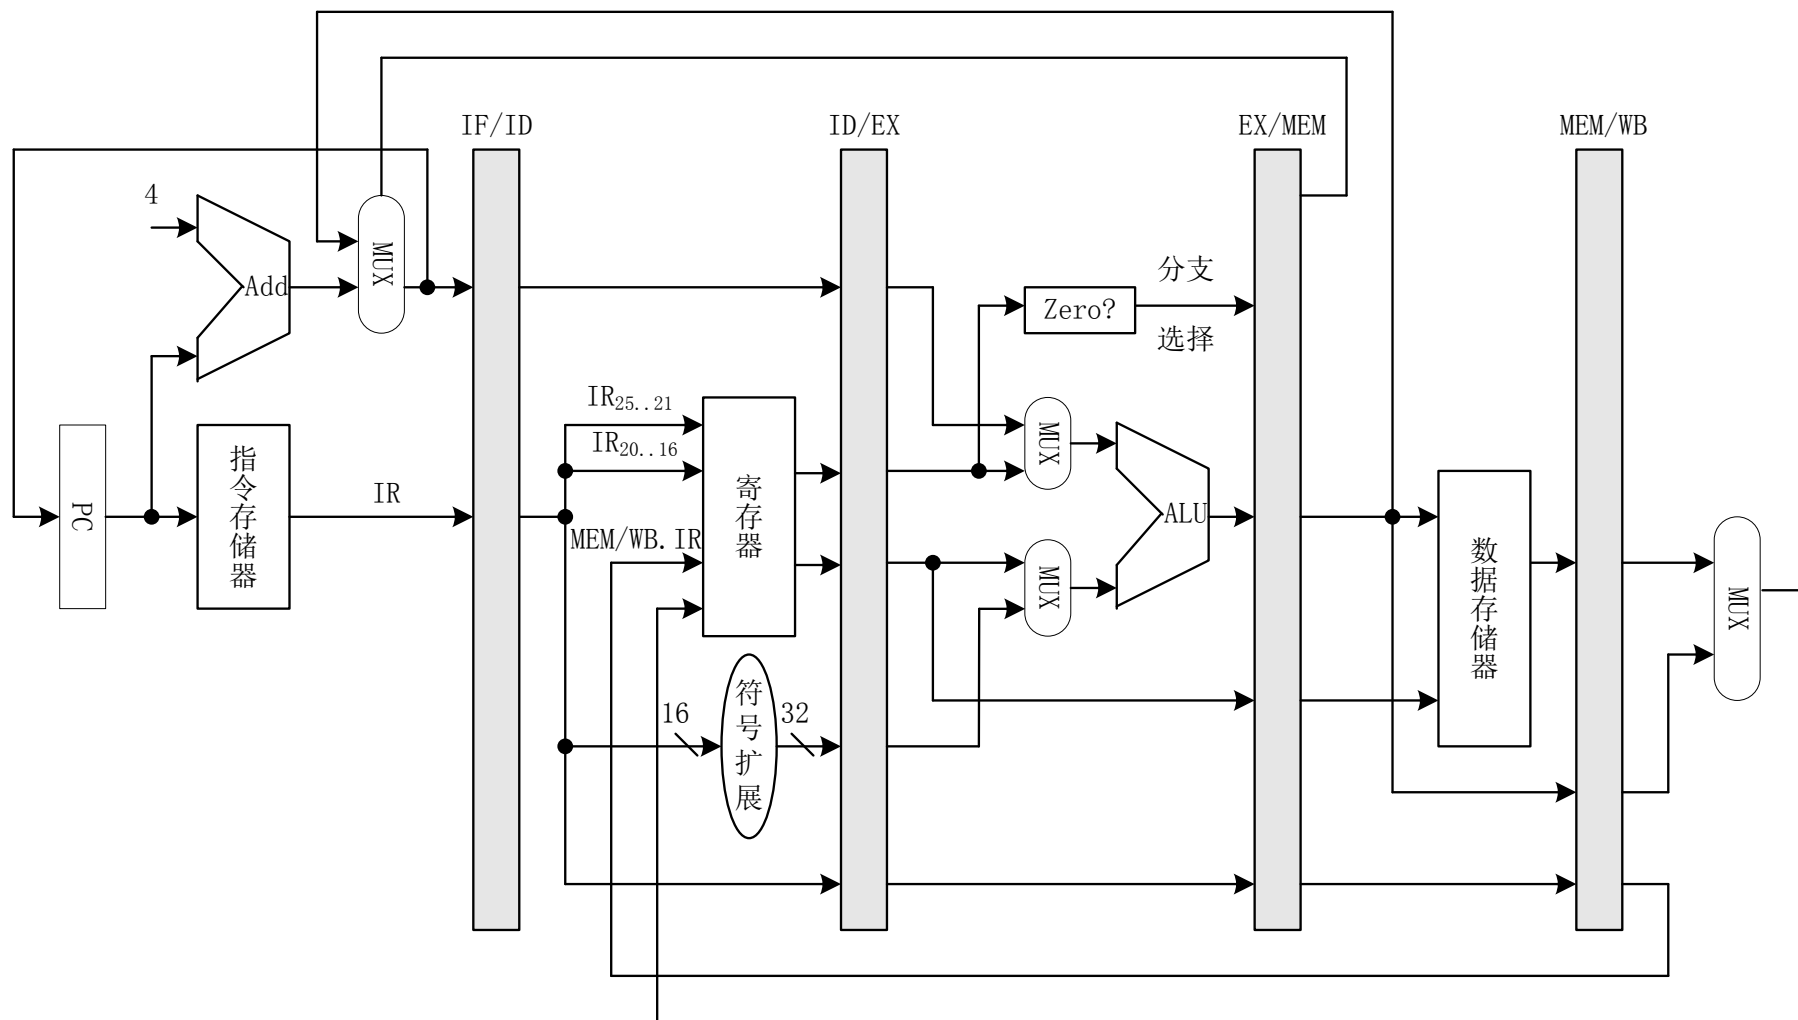 IF/ID
ID/EX
EX/MEM
MEM/WB
4
Add
MUX
分支
Zero?
选择
IR25..21
IR20..16
MUX
指令存储器
IR
寄存器
PC
ALU
MEM/WB.IR
数据存储器
MUX
MUX
16
符号扩展
32